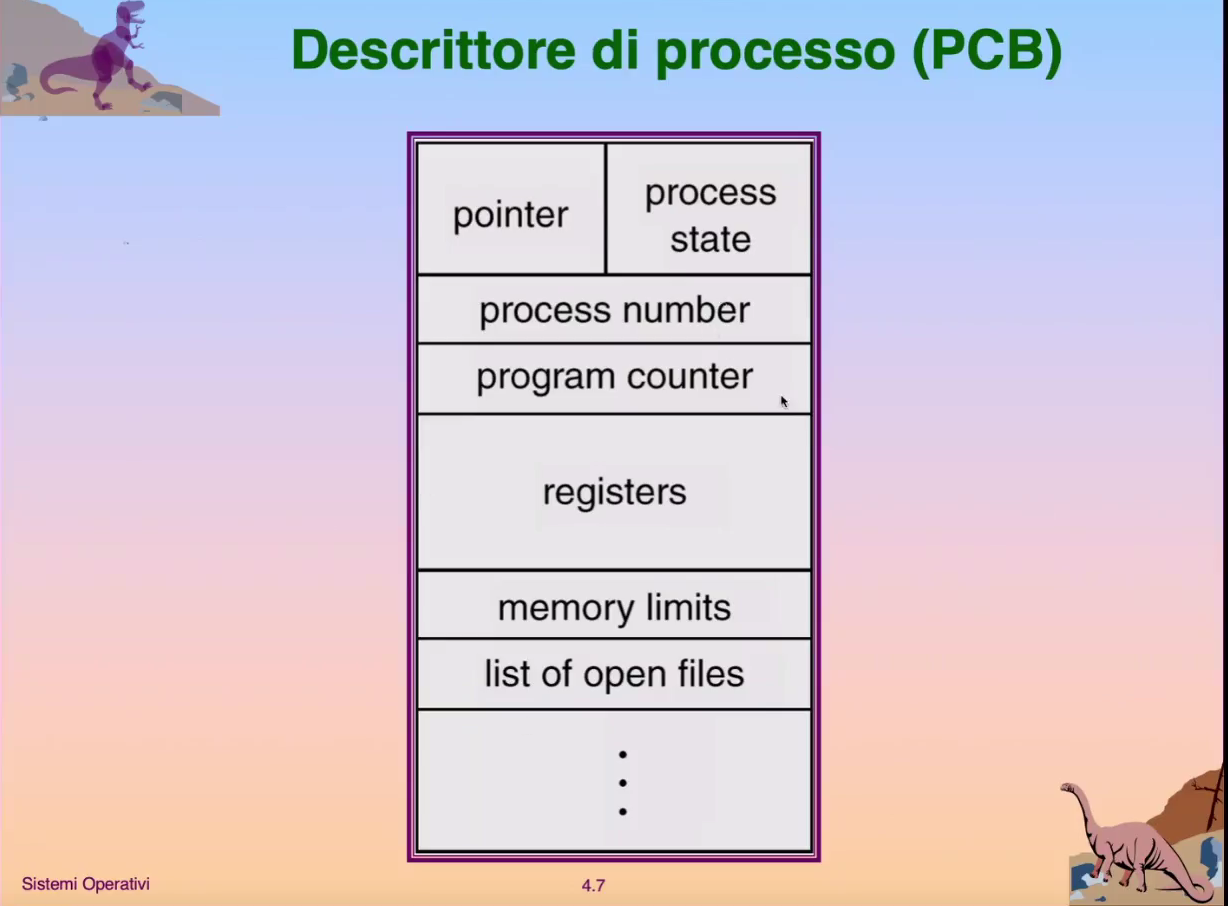 Descrittore di processo (PCB)
pointer
process
state
process number
program counter
registers
memory limits
list of open files
Sistemi Operativi
4.7